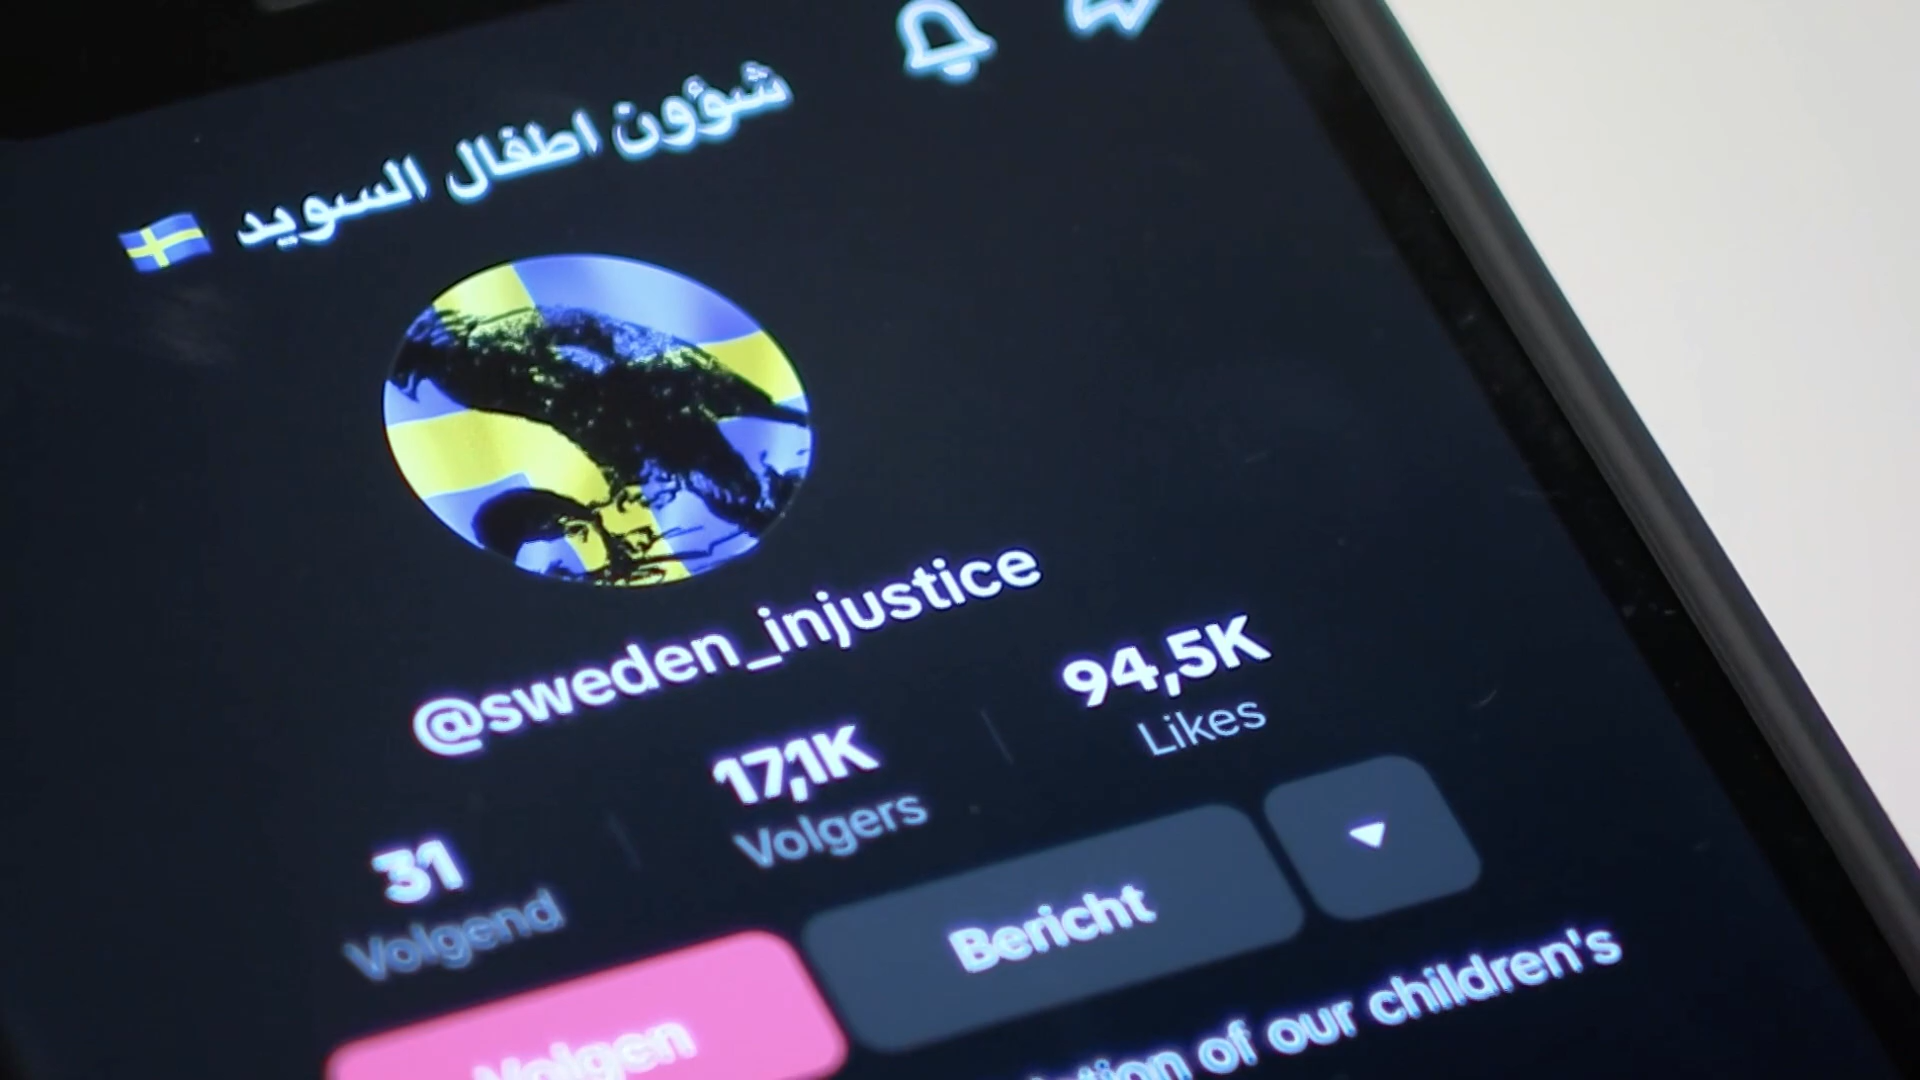 شؤون اطفال السويد 🇸🇪
@sweden_injustice
31
Volgend
17,1K
Volgers
94,5K
Likes
Volgen
Bericht
of our children's